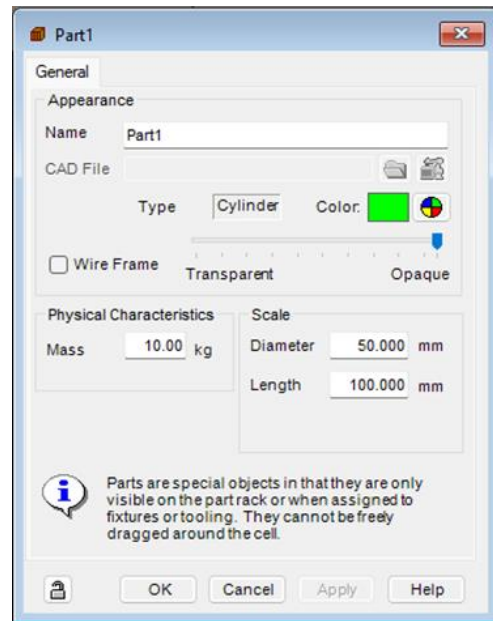 Part1
General
Appearance
Name Part1
CAD File
Type Cylinder Color:
Wire Frame
Transparent Opaque
Physical Characteristics
Mass 10.00 kg
Scale
Diameter 50.000 mm
Length 100.000 mm
Parts are special objects in that they are only
visible on the part rack or when assigned to
fixtures or tooling. They cannot be freely
dragged around the cell.
OK Cancel Apply Help